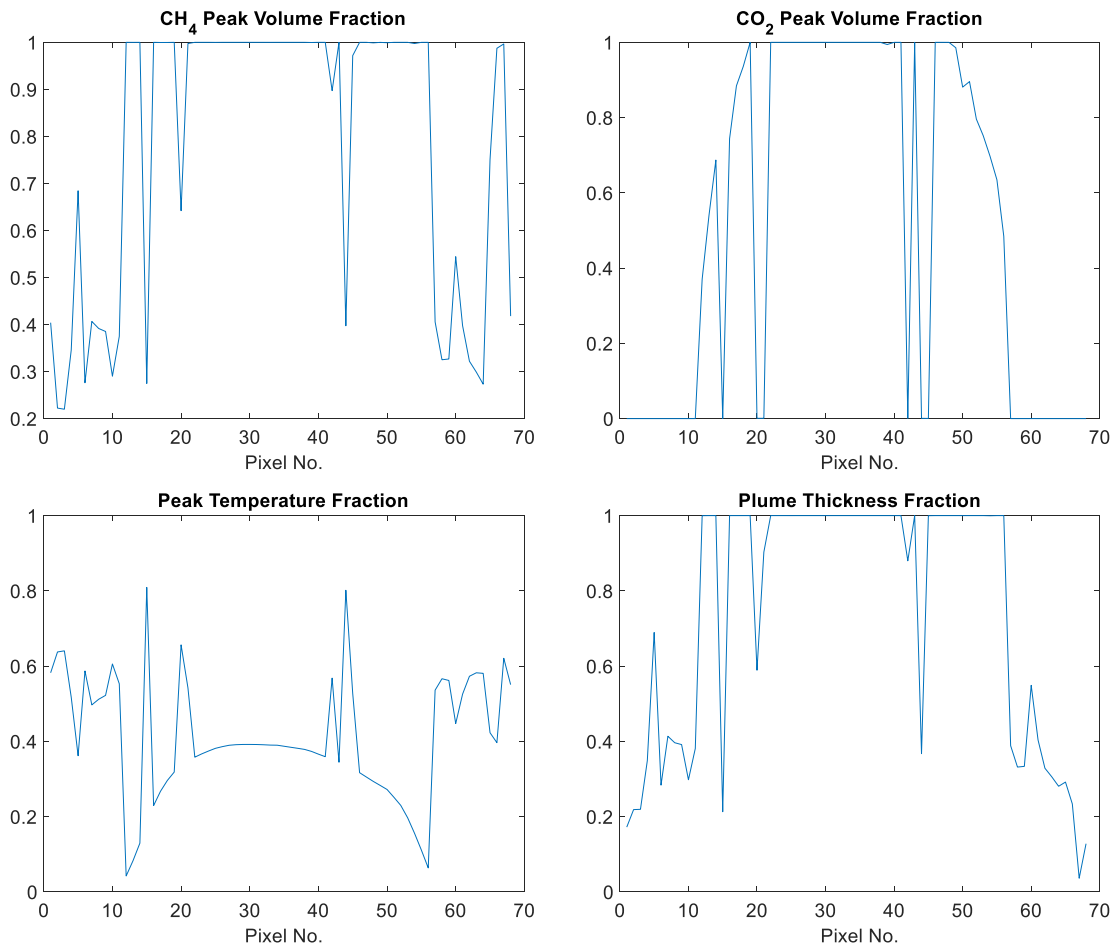 CH4 Peak Volume Fraction
1
0.9
0.8
0.7
0.6
0.5
0.4
0.3
0.2
0 10 20 30 40 50 60 70
Pixel No.
CO2 Peak Volume Fraction
1
0.8
0.6
0.4
0.2
0
0 10 20 30 40 50 60 70
Pixel No.
Peak Temperature Fraction
1
0.8
0.6
0.4
0.2
0
0 10 20 30 40 50 60 70
Pixel No.
Plume Thickness Fraction
1
0.8
0.6
0.4
0.2
0
0 10 20 30 40 50 60 70
Pixel No.